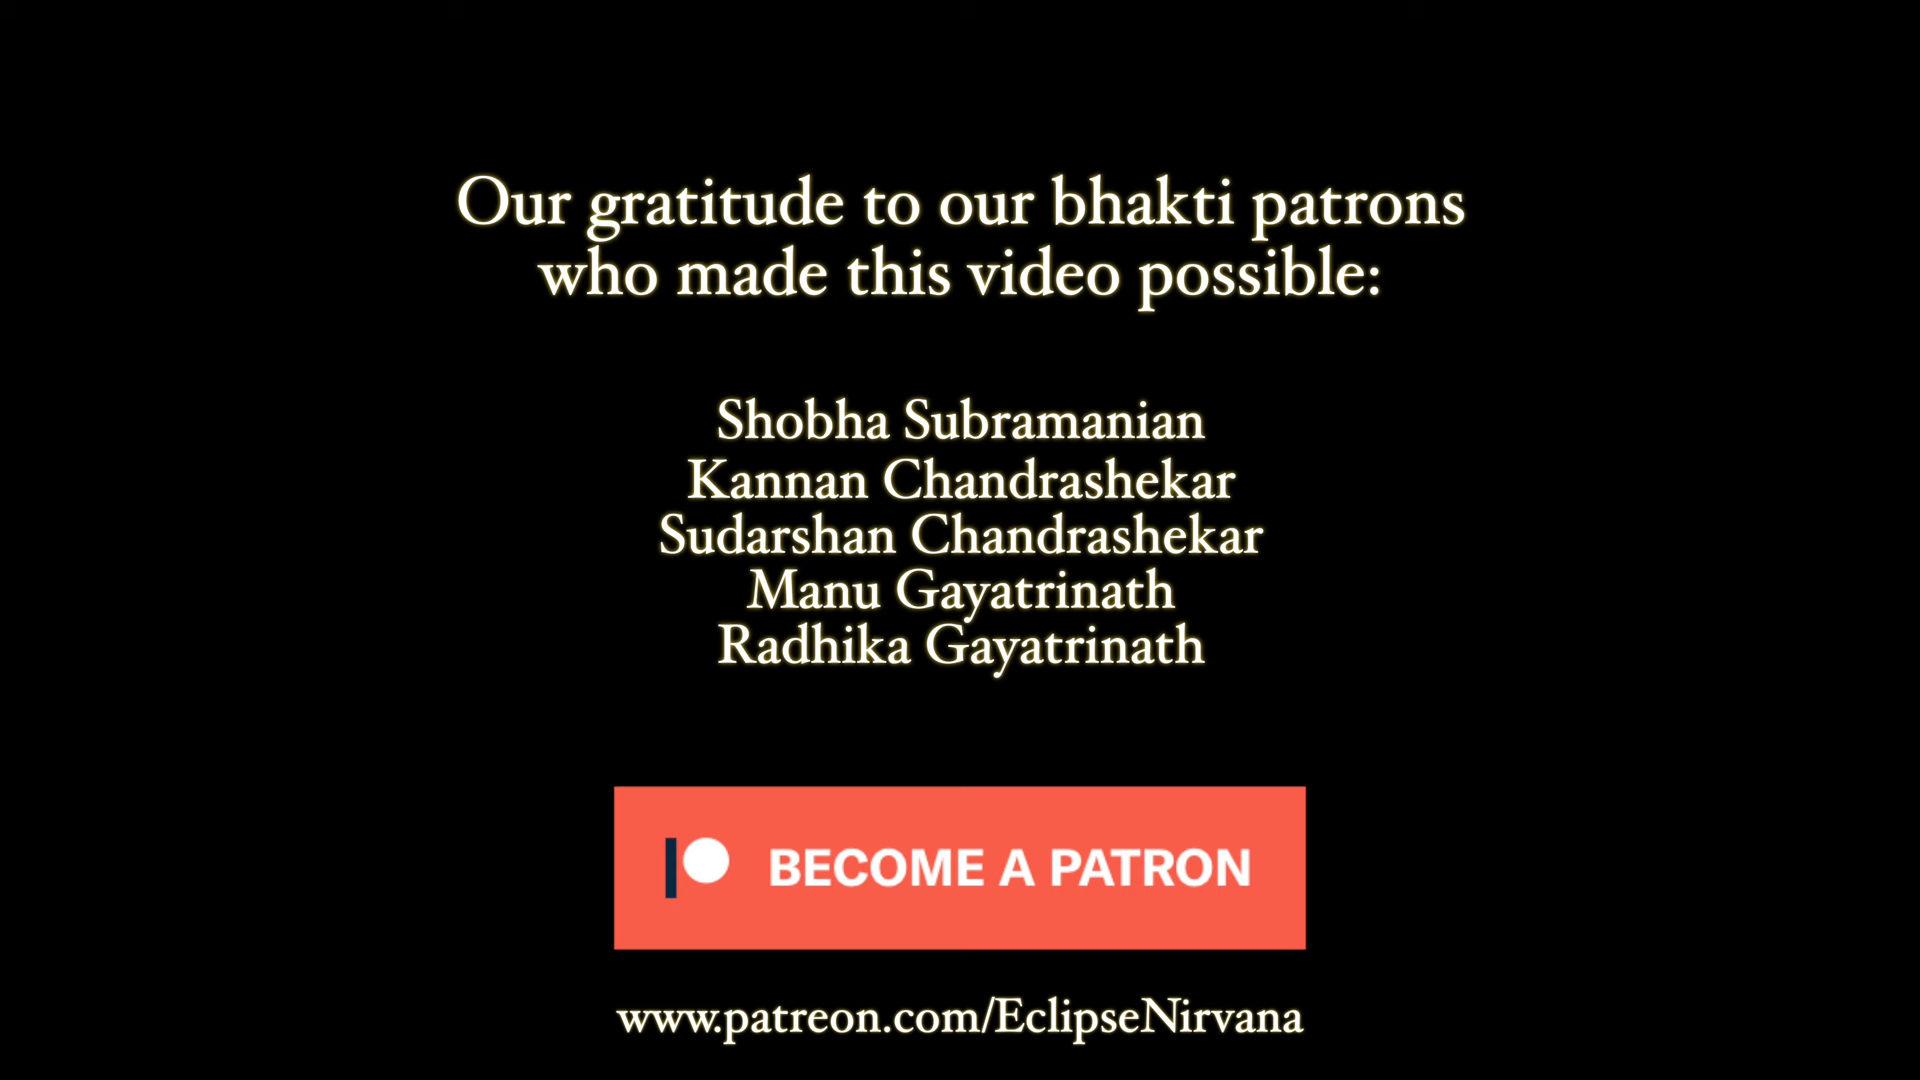 Our gratitude to our bhakti patrons
who made this video possible:
Shobha Subramanian
Kannan Chandrashekar
Sudarshan Chandrashekar
Manu Gayatrinath
Radhika Gayatrinath
BECOME A PATRON
www.patreon.com/EclipseNirvana